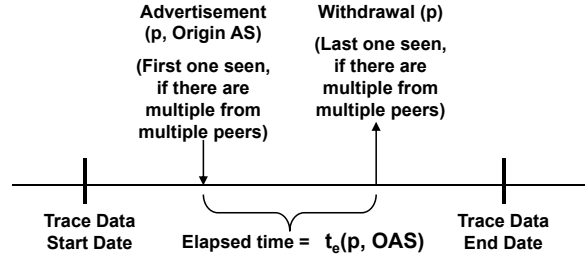 Advertisement
(p, Origin AS)
(First one seen,
if there are
multiple from
multiple peers)
Withdrawal (p)
(Last one seen,
if there are
multiple from
multiple peers)
Trace Data
Start Date
Elapsed time = te(p, OAS)
Trace Data
End Date